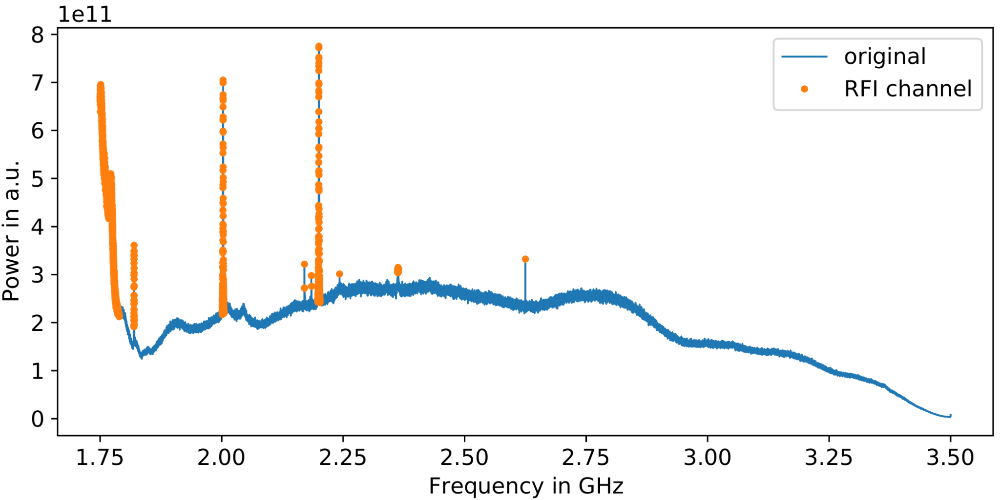 1e11
8
7
6
5
4
3
2
1
0
Power in a.u.
original
RFI channel
1.75 2.00 2.25 2.50 2.75 3.00 3.25 3.50
Frequency in GHz